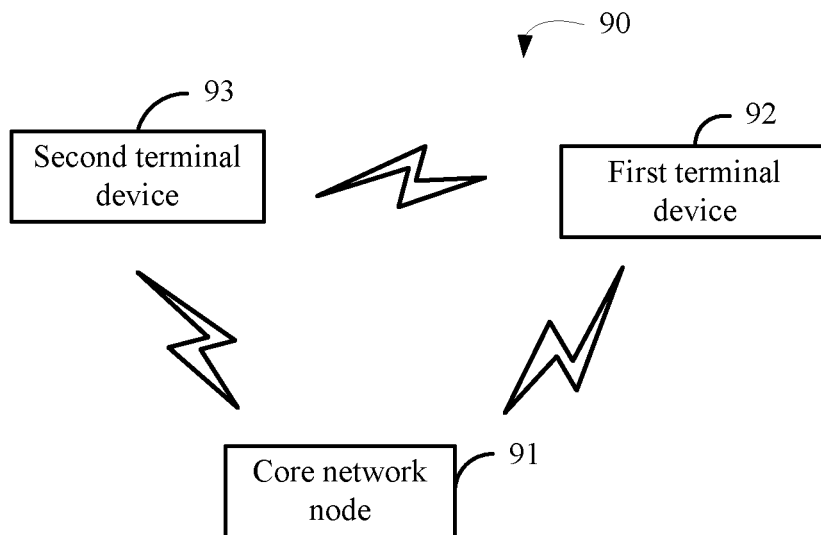 90
93
92
Second terminal
device
First terminal
device
91
Core network
node